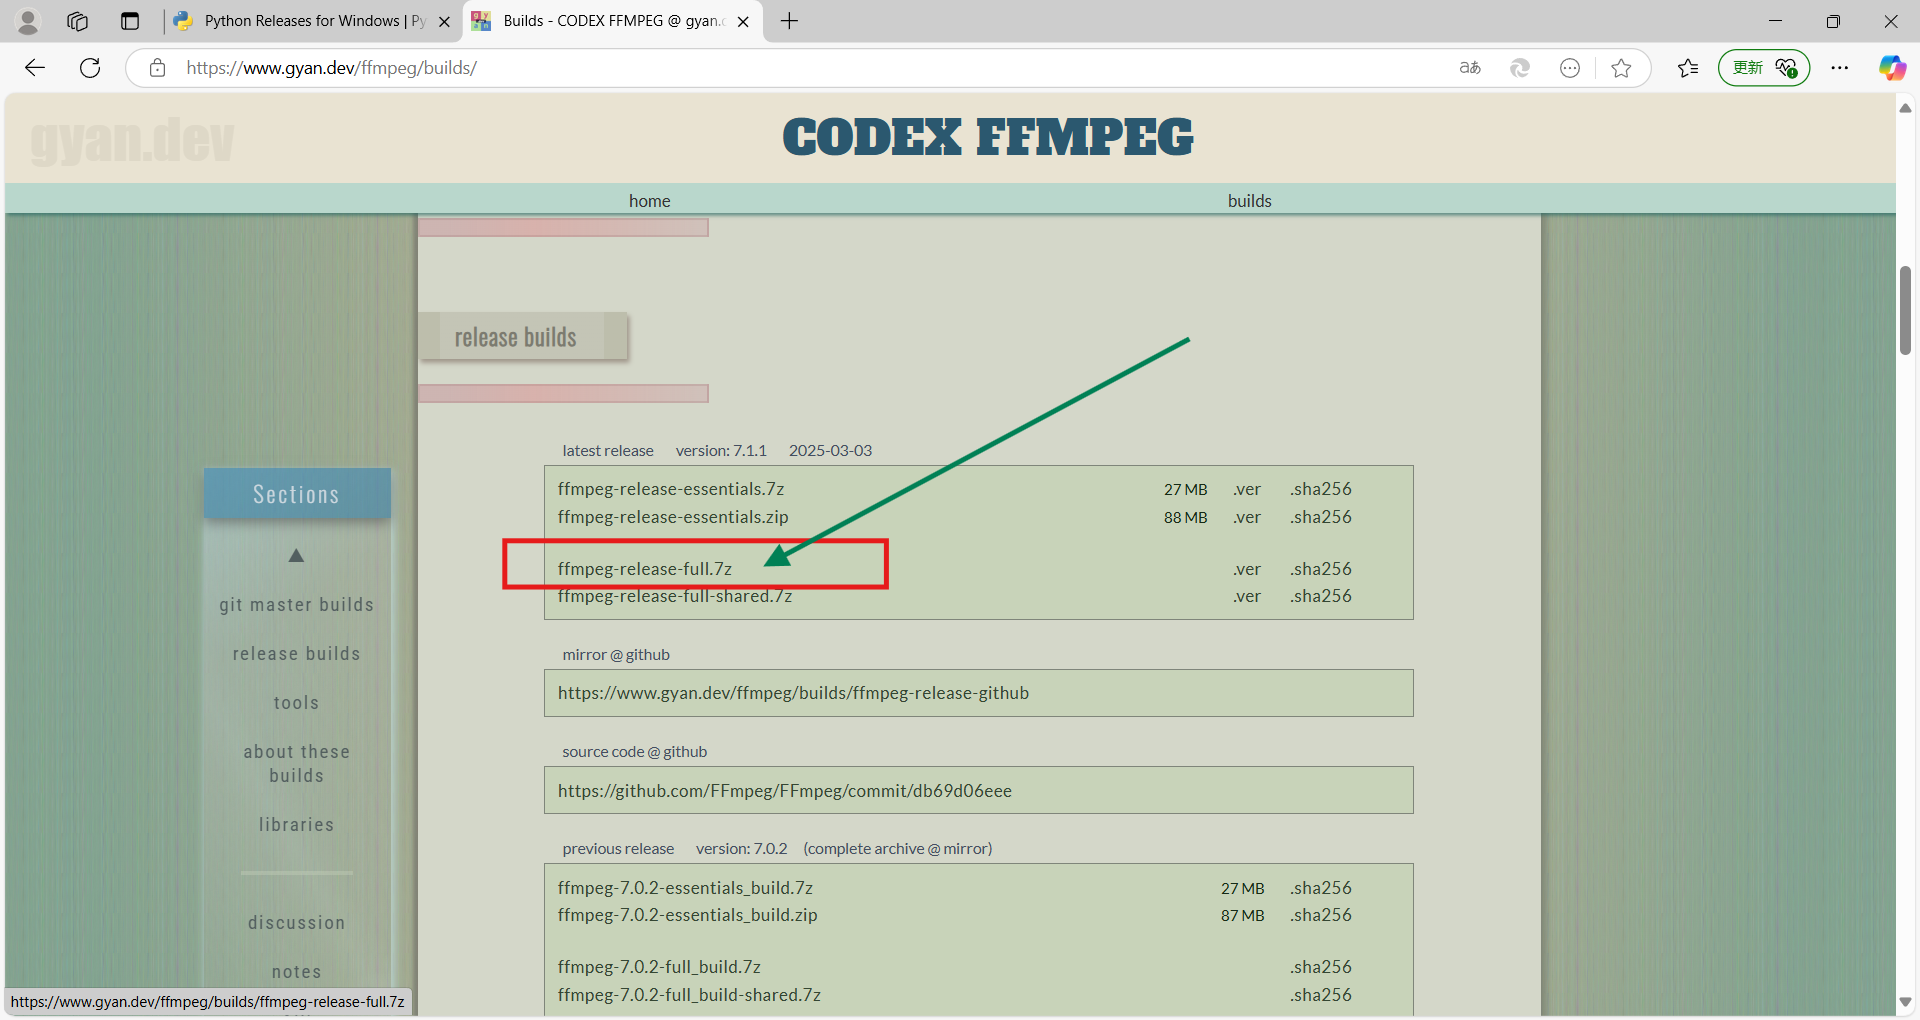 Python Releases for Windows | Py
Builds - CODEX FFMPEG @ gyan.
https://www.gyan.dev/ffmpeg/builds/
aあ
更新
gyan.dev
CODEX FFMPEG
home
builds
release builds
latest release version: 7.1.1 2025-03-03
ffmpeg-release-essentials.7z 27 MB .ver .sha256
ffmpeg-release-essentials.zip 88 MB .ver .sha256
ffmpeg-release-full.7z .ver .sha256
ffmpeg-release-full-shared.7z .ver .sha256
mirror @ github
https://www.gyan.dev/ffmpeg/builds/ffmpeg-release-github
source code @ github
https://github.com/FFmpeg/FFmpeg/commit/db69d06eee
previous release version: 7.0.2 (complete archive @ mirror)
ffmpeg-7.0.2-essentials_build.7z 27 MB .sha256
ffmpeg-7.0.2-essentials_build.zip 87 MB .sha256
ffmpeg-7.0.2-full_build.7z .sha256
ffmpeg-7.0.2-full_build-shared.7z .sha256
Sections
git master builds
release builds
tools
about these
builds
libraries
discussion
notes
https://www.gyan.dev/ffmpeg/builds/ffmpeg-release-full.7z